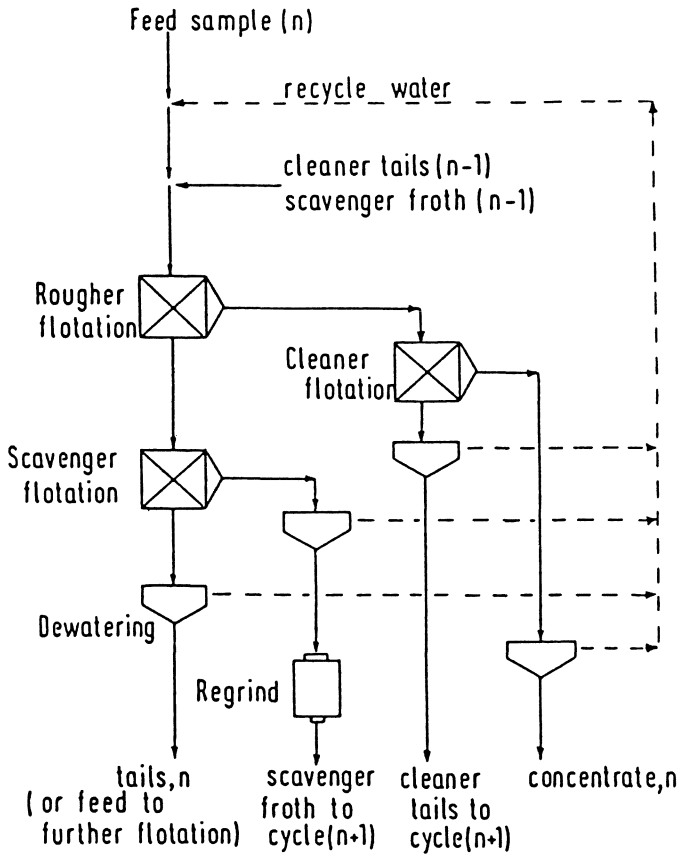 Feed sample (n)
recycle water
cleaner tails (n-1)
scavenger froth (n-1)
Rougher
flotation
Cleaner
flotation
Scavenger
flotation
Dewatering
Regrind
tails,n
(or feed to
further flotation)
scavenger
froth to
cycle(n+1)
cleaner
tails to
cycle(n+1)
concentrate,n